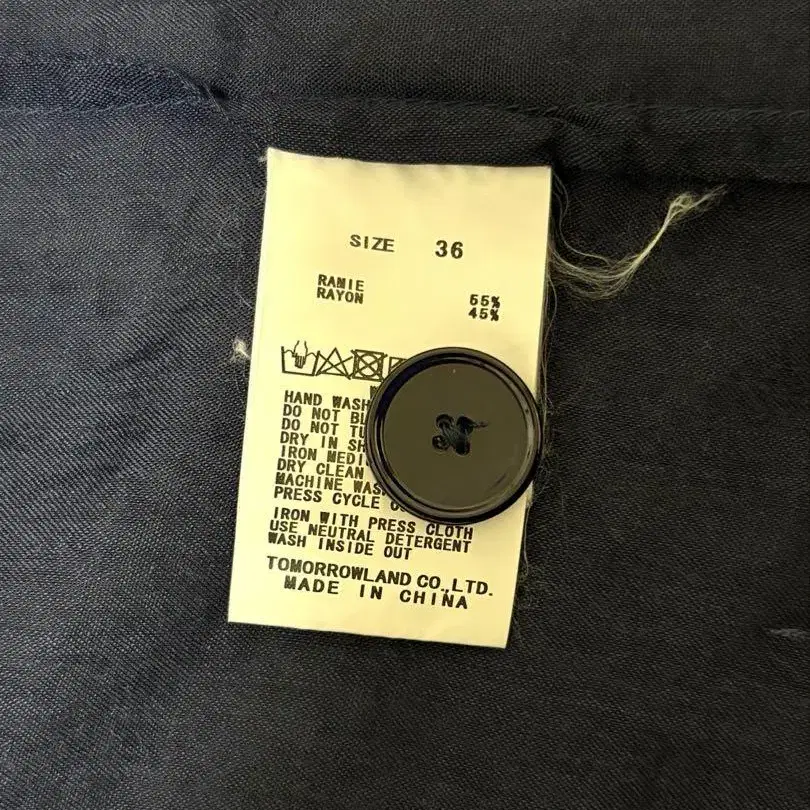 SIZE 36
RAMIE 55%
RAYON 45%
HAND WASH
DO NOT
DO NOT
DRY IN
IRON
DRY CLEAN
MACHINE
PRESS CYCLE
IRON WITH PRESS CLOTH
USE NEUTRAL DETERGENT
WASH INSIDE OUT
TOMORROWLAND CO.,LTD.
MADE IN CHINA